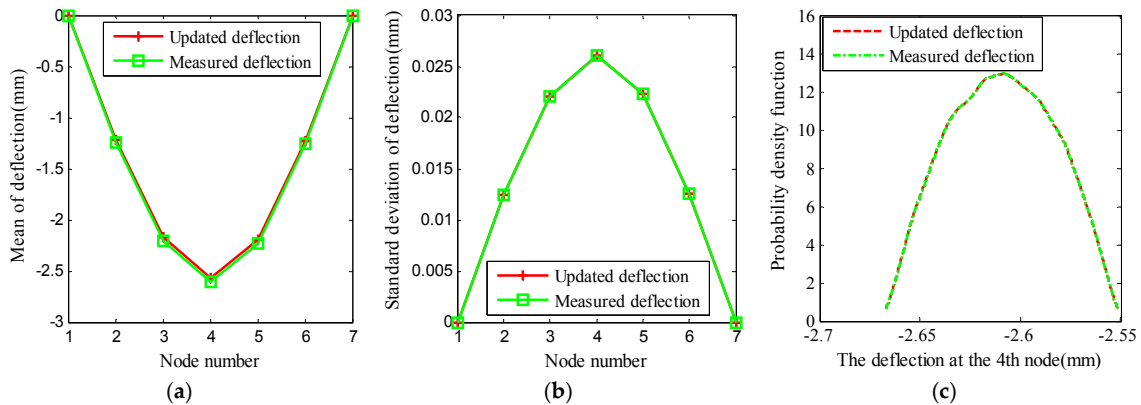 Mean of deflection(mm)
0
-0.5
-1
-1.5
-2
-2.5
-3
Updated deflection
Measured deflection
1 2 3 4 5 6 7
Node number
(a)
Standard deviation of deflection(mm)
0.03
0.025
0.02
0.015
0.01
0.005
0
Updated deflection
Measured deflection
1 2 3 4 5 6 7
Node number
(b)
Probability density function
16
14
12
10
8
6
4
2
0
Updated deflection
Measured deflection
-2.7 -2.65 -2.6 -2.55
The deflection at the 4th node(mm)
(c)